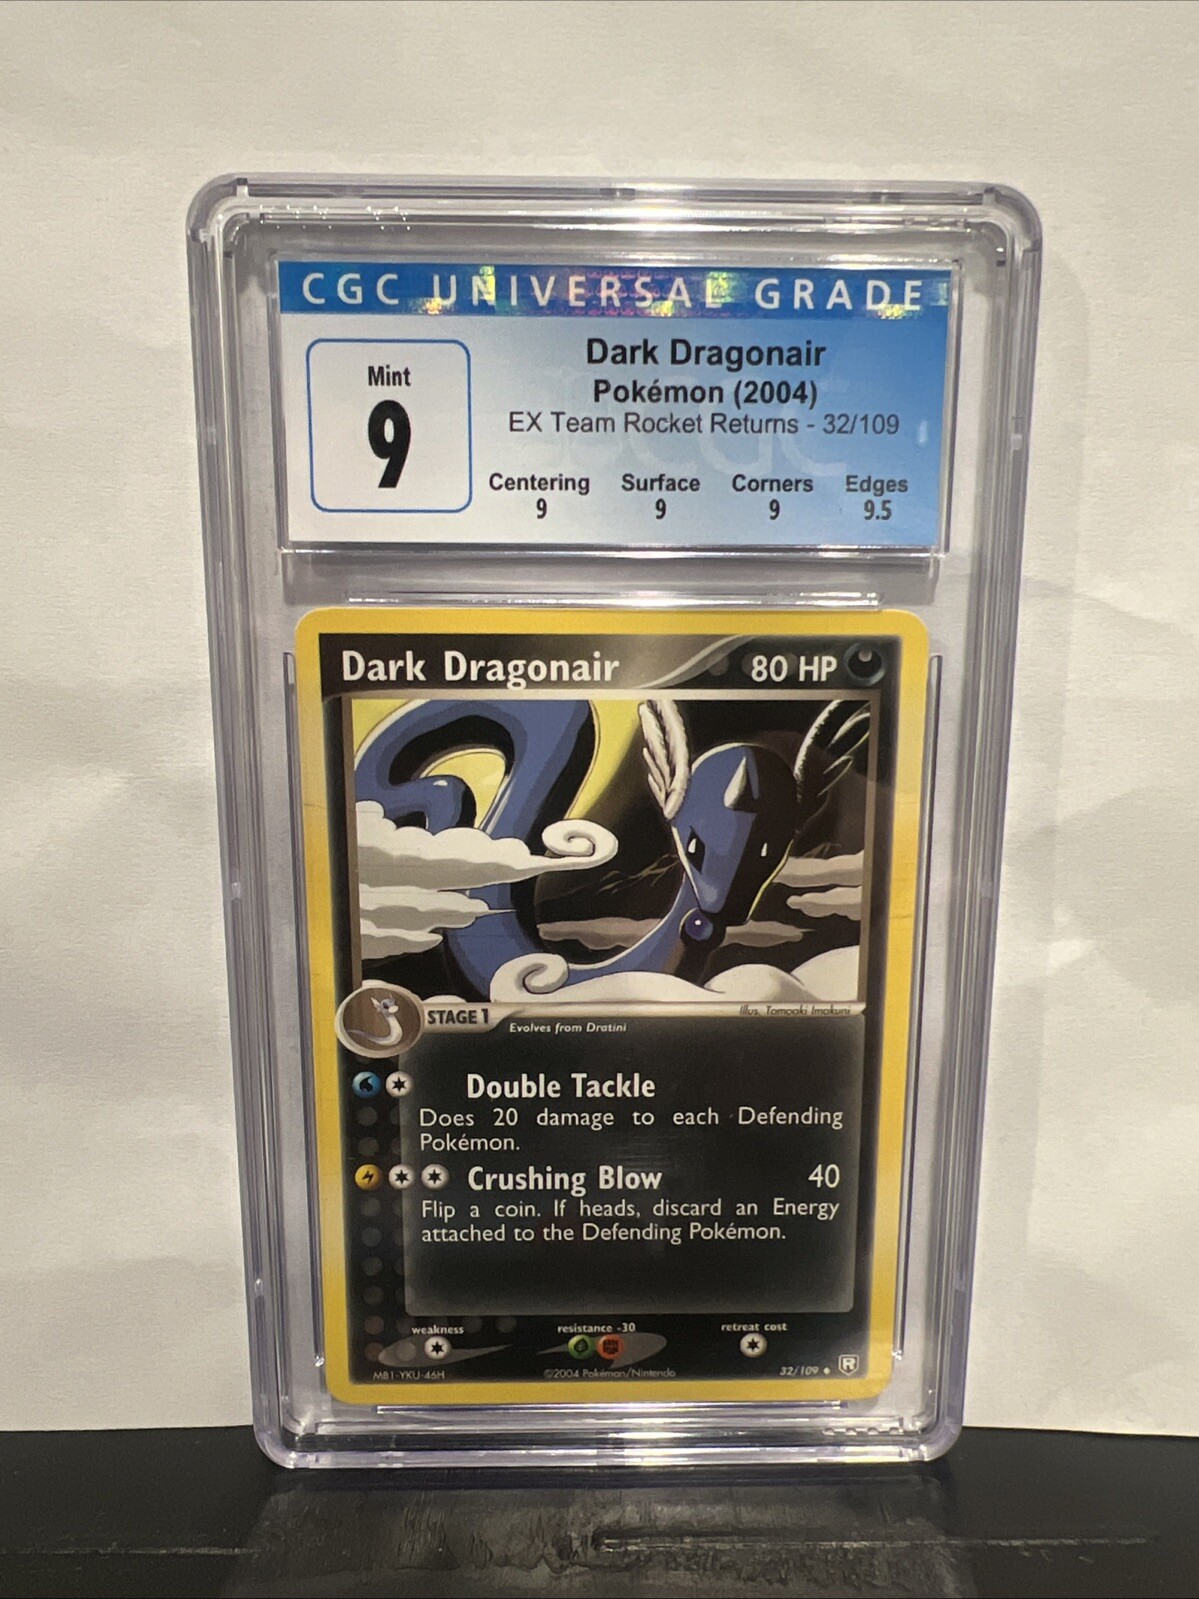 CGC UNIVERSAL GRADE
Mint
9
Dark Dragonair
Pokémon (2004)
EX Team Rocket Returns - 32/109
Centering Surface Corners Edges
9 9 9 9.5
Dark Dragonair 80 HP
STAGE 1
Evolves from Dratini
Illus. Tomoaki Imakuni
Double Tackle
Does 20 damage to each Defending
Pokémon.
Crushing Blow 40
Flip a coin. If heads, discard an Energy
attached to the Defending Pokémon.
weakness resistance -30 retreat cost
MB1-YKU-46H ©2004 Pokémon/Nintendo 32/109 R